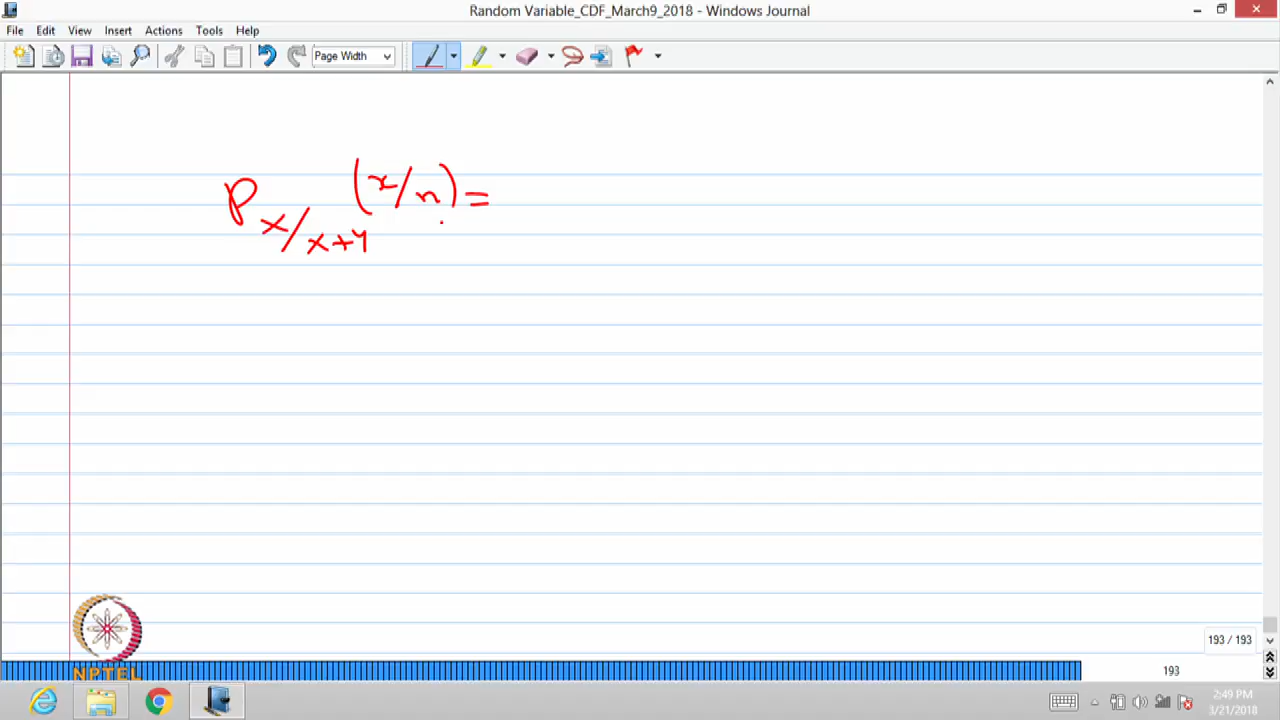 Random Variable_CDF_March9_2018 - Windows Journal
File Edit View Insert Actions Tools Help
Page Width
P X/X+Y (x/n) =
193 / 193
193
NPTEL
2:49 PM
3/21/2018